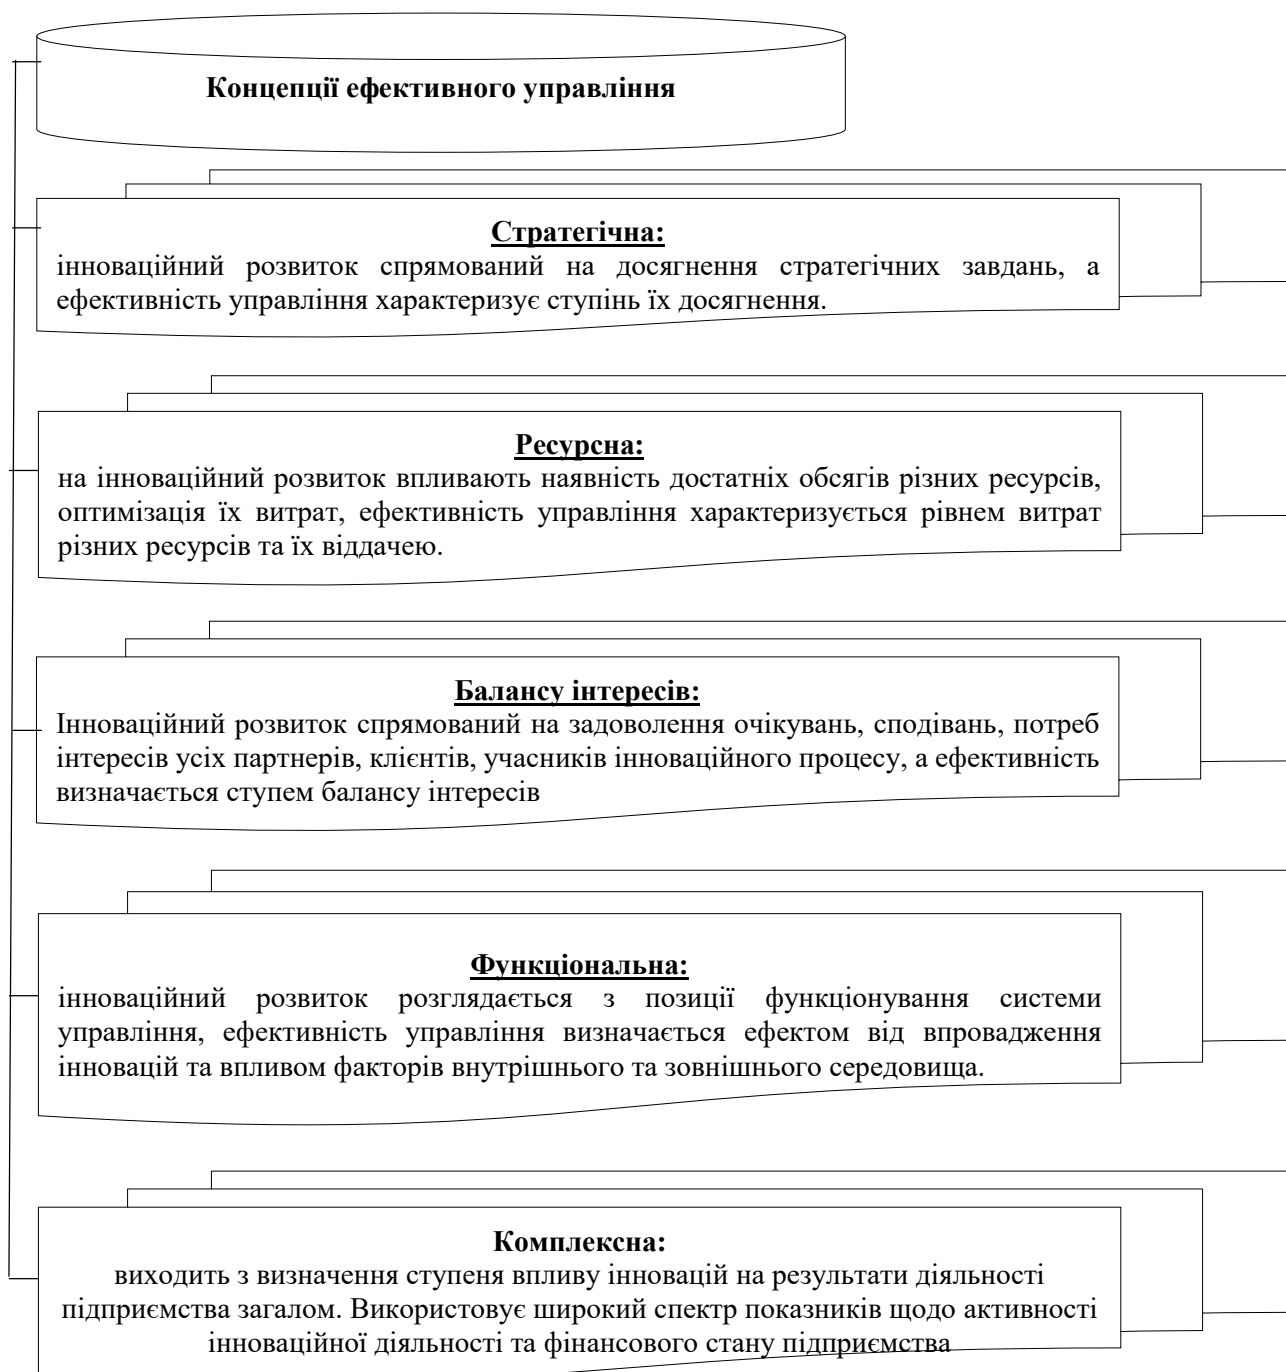 Концепції ефективного управління
Стратегічна:
інноваційний розвиток спрямований на досягнення стратегічних завдань, а
ефективність управління характеризує ступінь їх досягнення.
Ресурсна:
на інноваційний розвиток впливають наявність достатніх обсягів різних ресурсів,
оптимізація їх витрат, ефективність управління характеризується рівнем витрат
різних ресурсів та їх віддачею.
Балансу інтересів:
Інноваційний розвиток спрямований на задоволення очікувань, сподівань, потреб
інтересів усіх партнерів, клієнтів, учасників інноваційного процесу, а ефективність
визначається ступем балансу інтересів
Функціональна:
інноваційний розвиток розглядається з позиції функціонування системи
управління, ефективність управління визначається ефектом від впровадження
інновацій та впливом факторів внутрішнього та зовнішнього середовища.
Комплексна:
виходить з визначення ступеня впливу інновацій на результати діяльності
підприємства загалом. Використовує широкий спектр показників щодо активності
інноваційної діяльності та фінансового стану підприємства